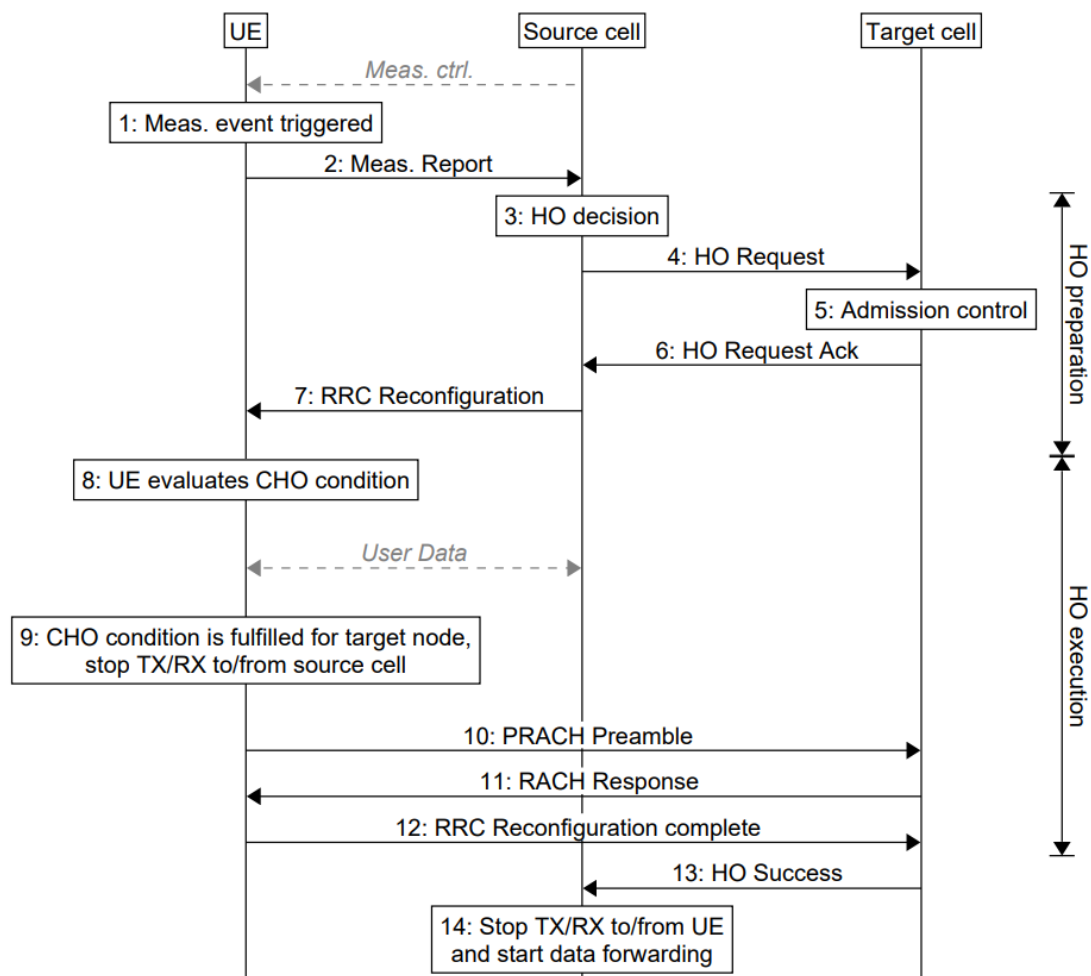 UE
Source cell
Target cell
Meas. ctrl.
1: Meas. event triggered
2: Meas. Report
3: HO decision
4: HO Request
5: Admission control
6: HO Request Ack
7: RRC Reconfiguration
HO preparation
8: UE evaluates CHO condition
User Data
9: CHO condition is fulfilled for target node,
stop TX/RX to/from source cell
10: PRACH Preamble
11: RACH Response
12: RRC Reconfiguration complete
HO execution
13: HO Success
14: Stop TX/RX to/from UE
and start data forwarding